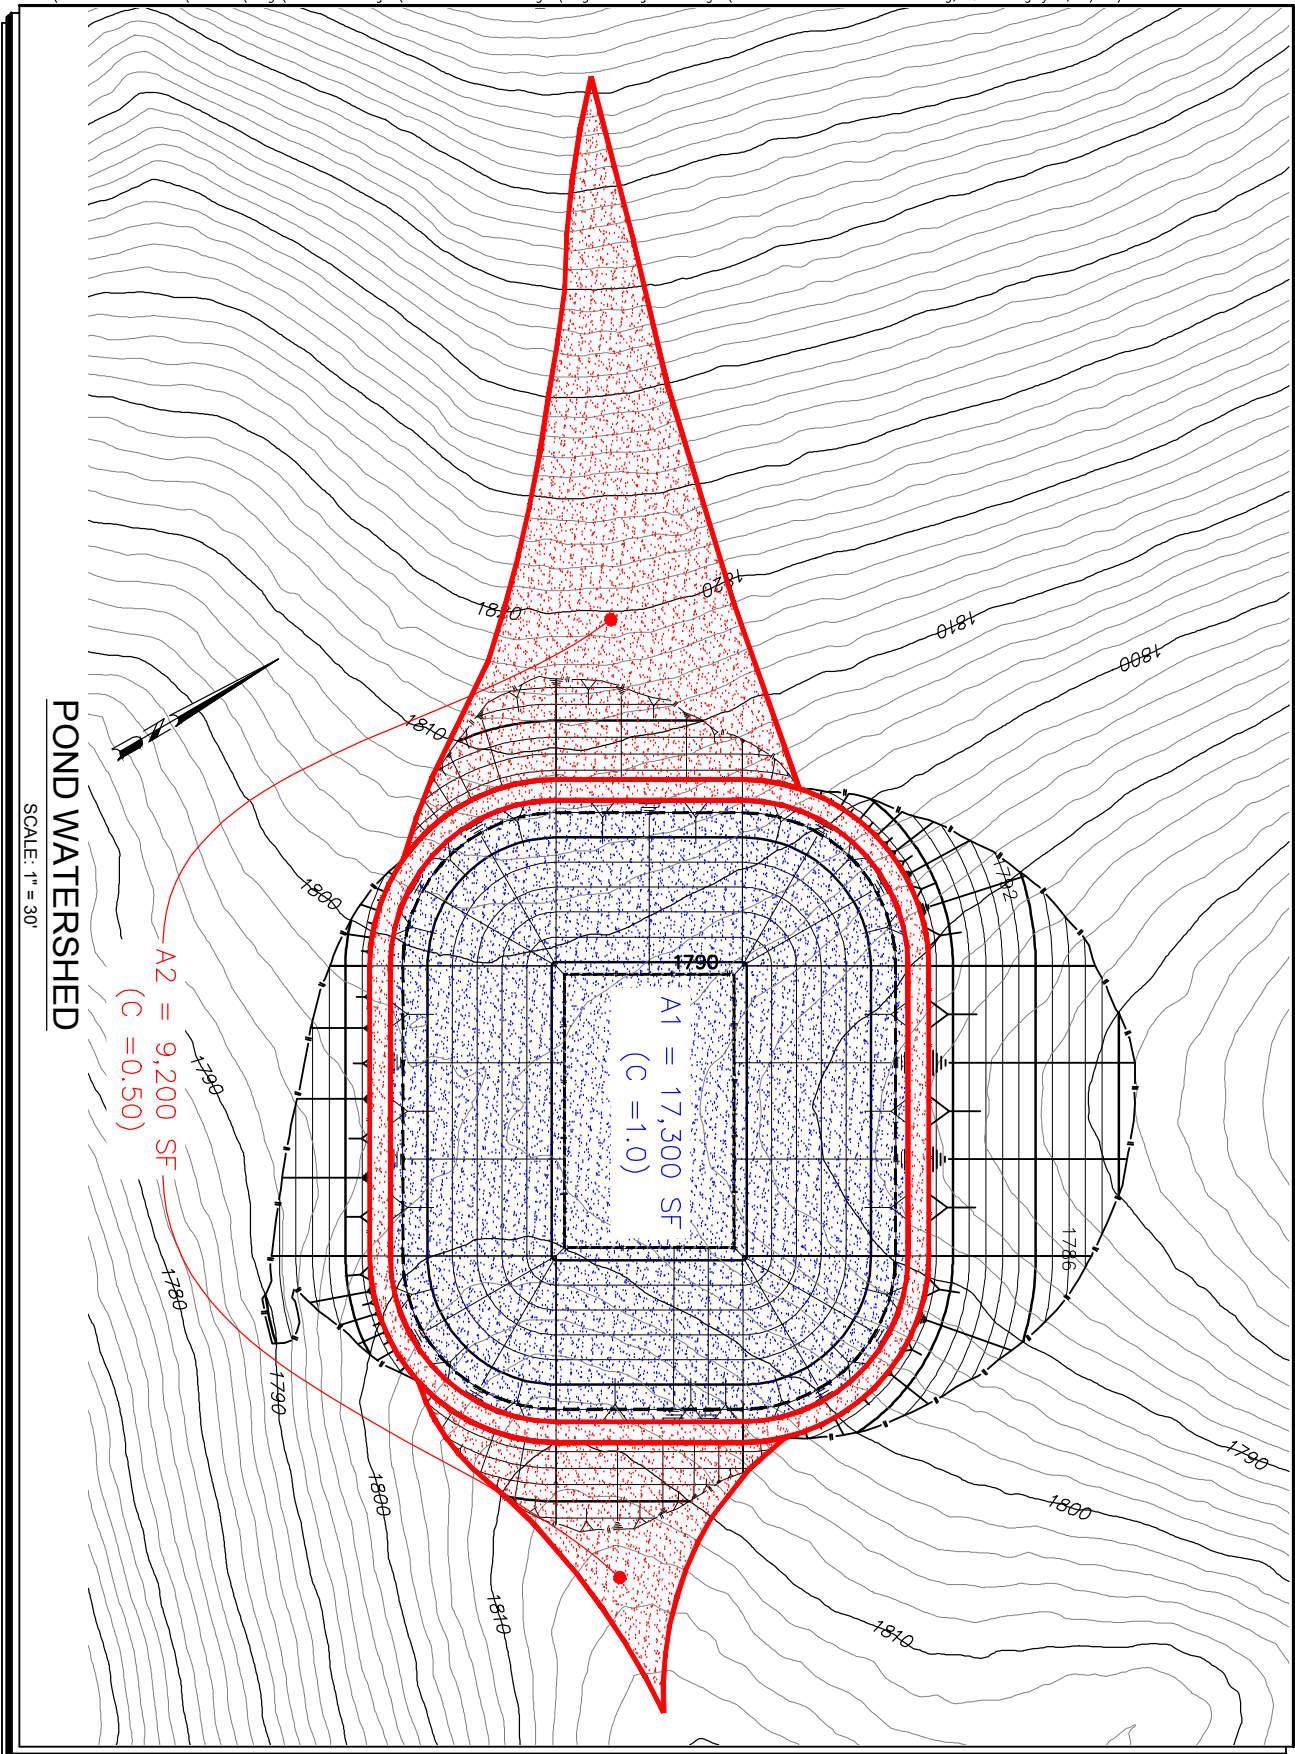 POND WATERSHED
SCALE: 1" = 30'
A1 = 17,300 SF
(C =1.0)
A2 = 9,200 SF
(C =0.50)
N
1820
1820
1810
1800
1810
1800
1792
1790
1790
1786
1780
1790
1800
1810
1790
1800
1810